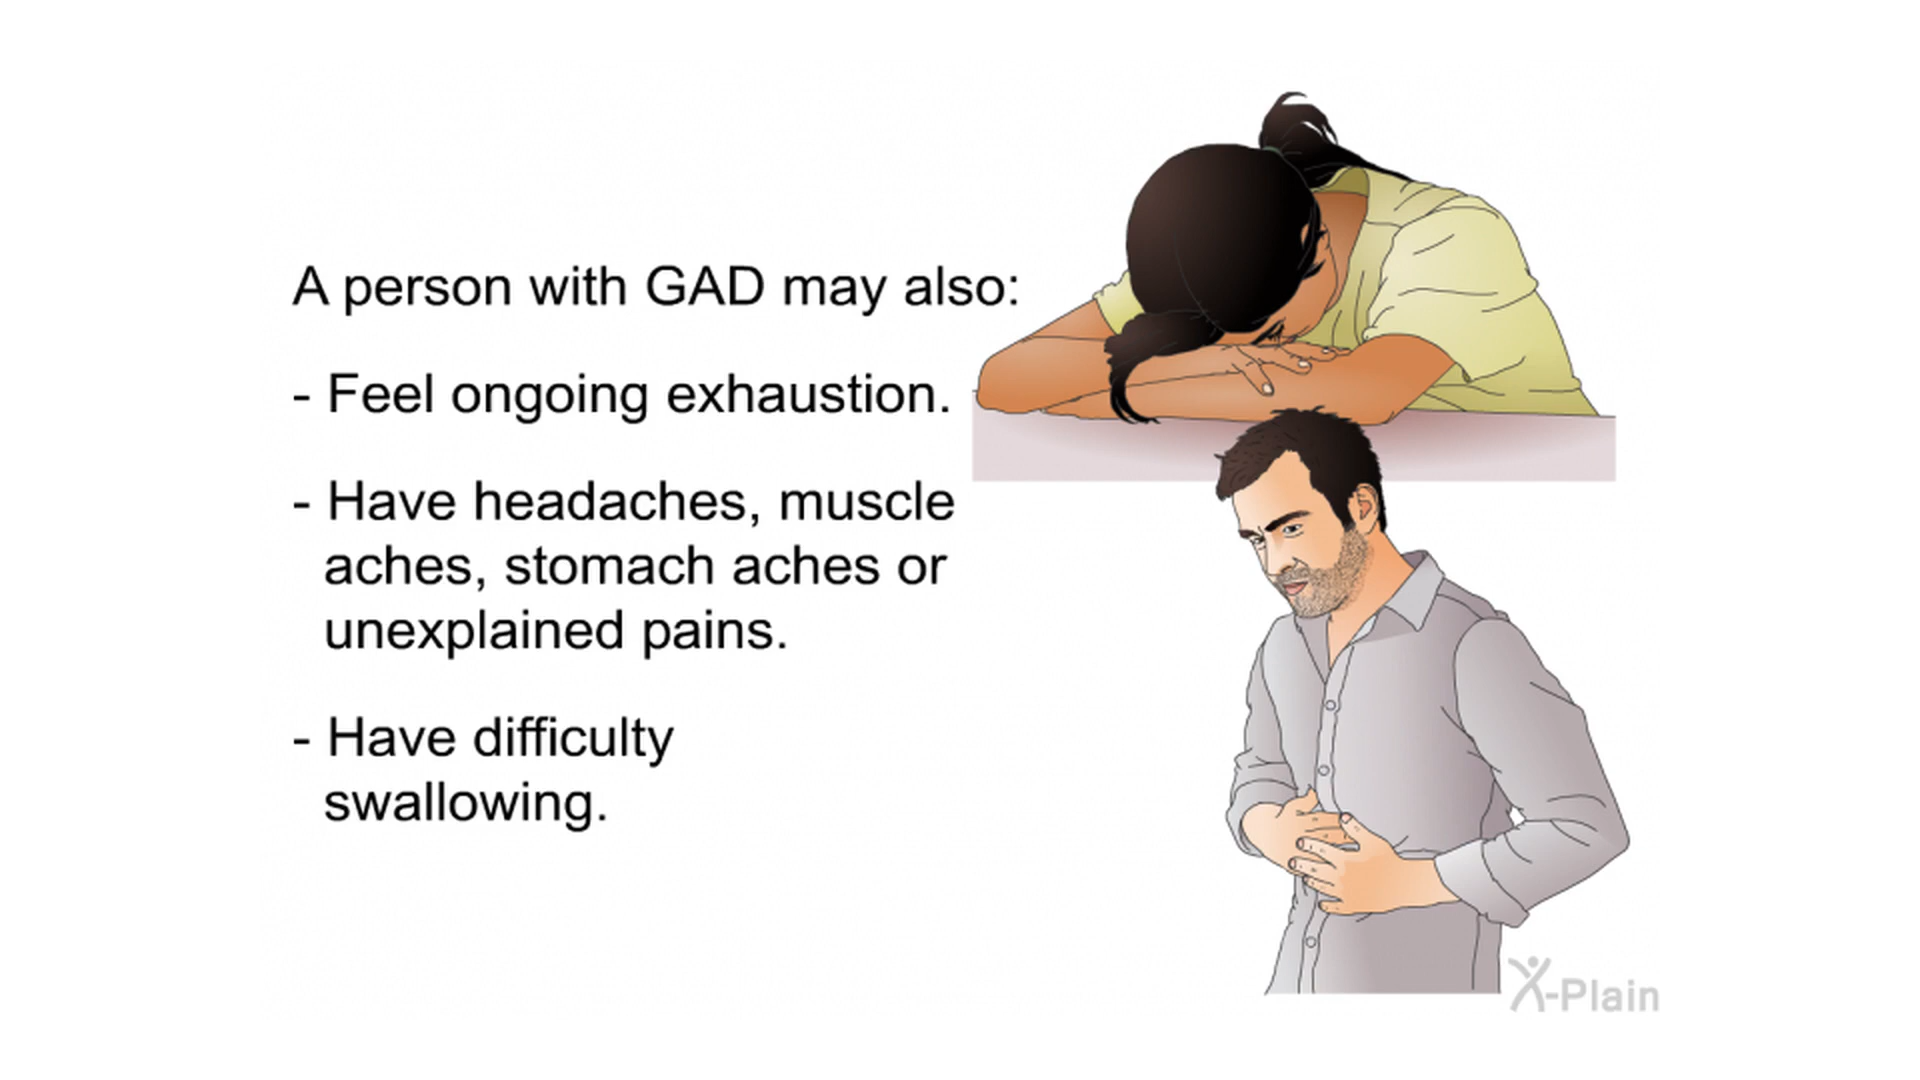 A person with GAD may also:
- Feel ongoing exhaustion.
- Have headaches, muscle
aches, stomach aches or
unexplained pains.
- Have difficulty
swallowing.
X-Plain